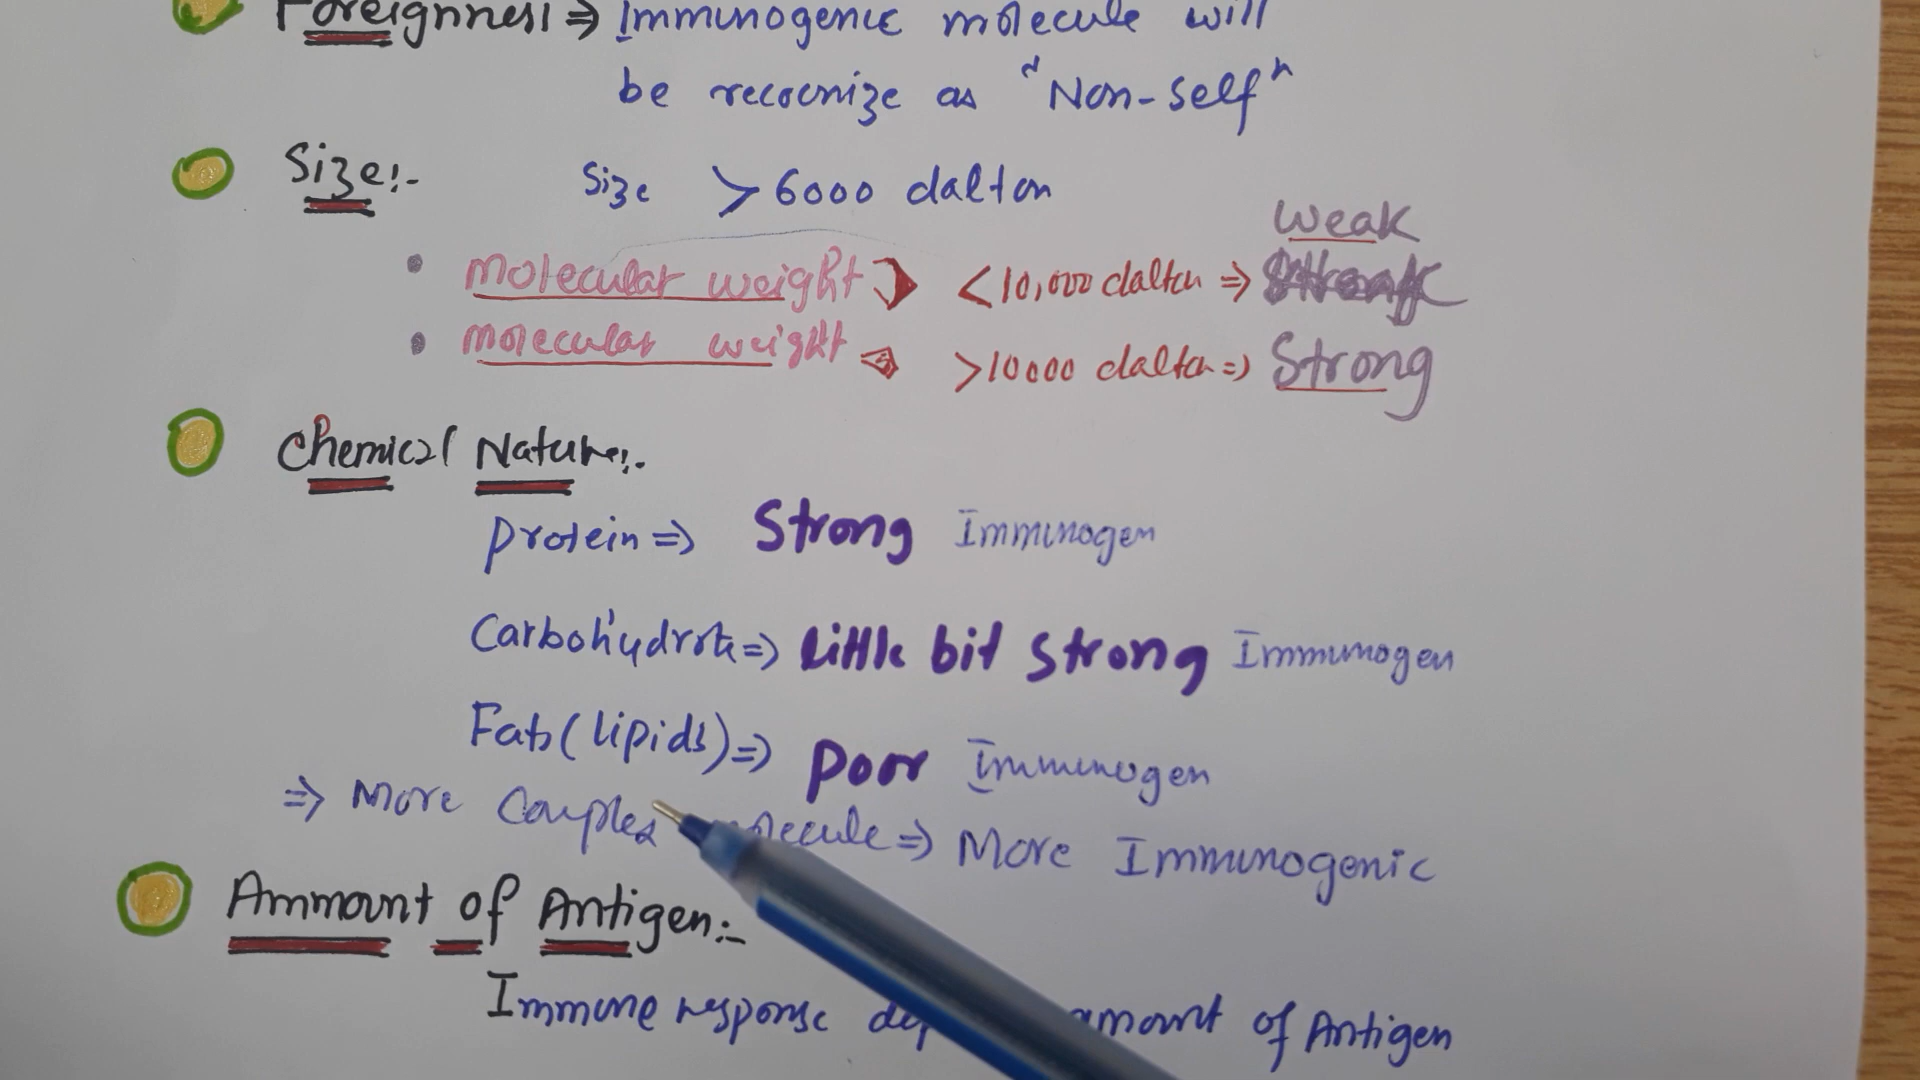 Foreignness ⇒ Immunogenic molecule will
be recocnize as "Non-self"
Size:- Size > 6000 dalton
Weak
• molecular weight <10,000 dalton ⇒
• molecular weight >10000 dalton ⇒ Strong
Chemical Nature:-
protein ⇒ Strong Immunogen
Carbohydrate ⇒ Little bit Strong Immunogen
Fats (Lipids) ⇒ Poor Immunogen
⇒ More Complex molecule ⇒ More Immunogenic
Ammount of Antigen:-
Immune response amount of Antigen